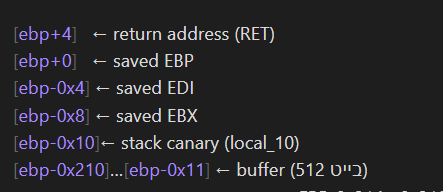 [ebp+4] ← return address (RET)
[ebp+0] ← saved EBP
[ebp-0x4] ← saved EDI
[ebp-0x8] ← saved EBX
[ebp-0x10]← stack canary (local_10)
[ebp-0x210]...[ebp-0x11] ← buffer (512 בייט)